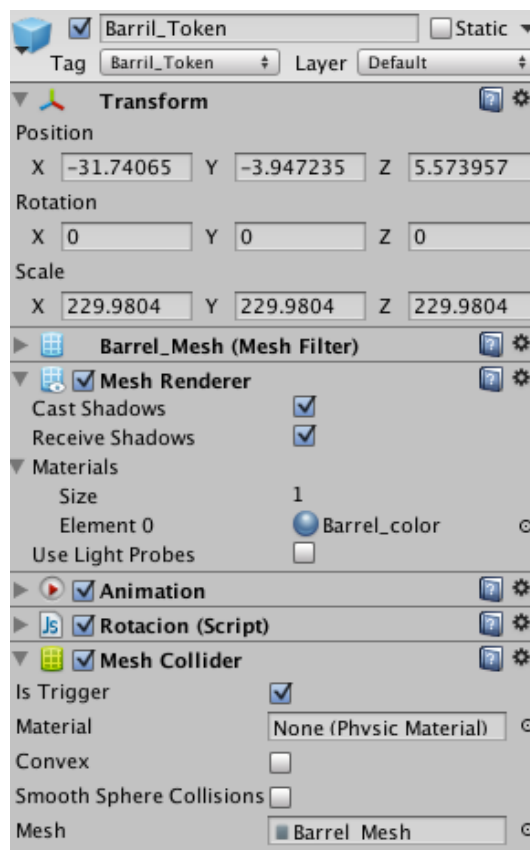 Barril_Token Static
Tag Barril_Token Layer Default
Transform
Position
X -31.74065 Y -3.947235 Z 5.573957
Rotation
X 0 Y 0 Z 0
Scale
X 229.9804 Y 229.9804 Z 229.9804
Barrel_Mesh (Mesh Filter)
Mesh Renderer
Cast Shadows
Receive Shadows
Materials
Size 1
Element 0 Barrel_color
Use Light Probes
Animation
Js Rotacion (Script)
Mesh Collider
Is Trigger
Material None (Physic Material)
Convex
Smooth Sphere Collisions
Mesh Barrel_Mesh